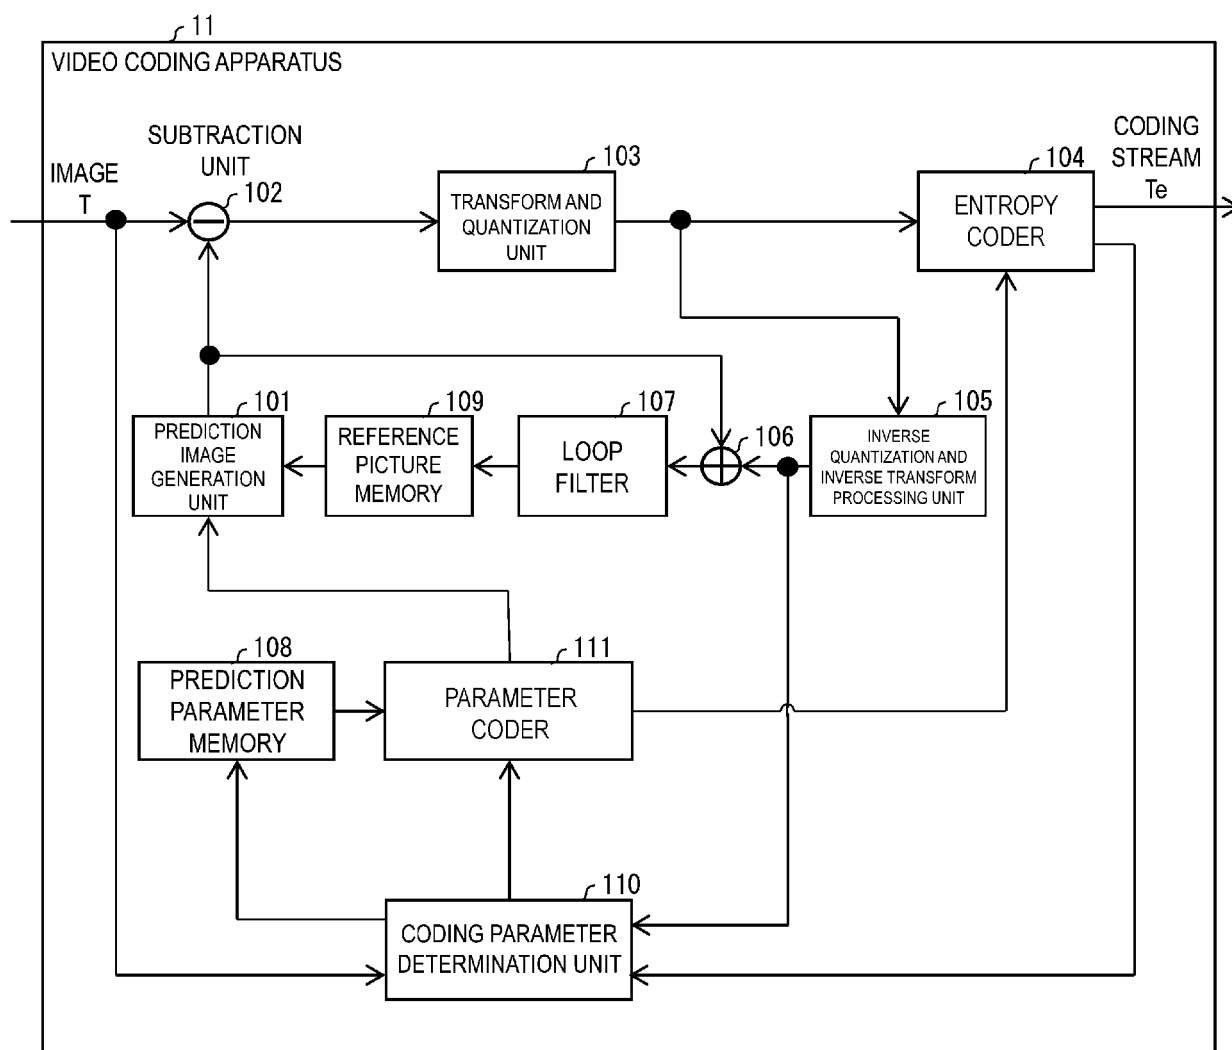 11
VIDEO CODING APPARATUS
SUBTRACTION
UNIT
102
IMAGE
T
103
TRANSFORM AND
QUANTIZATION
UNIT
104
ENTROPY
CODER
CODING
STREAM
Te
101
PREDICTION
IMAGE
GENERATION
UNIT
109
REFERENCE
PICTURE
MEMORY
107
LOOP
FILTER
106
105
INVERSE
QUANTIZATION AND
INVERSE TRANSFORM
PROCESSING UNIT
108
PREDICTION
PARAMETER
MEMORY
111
PARAMETER
CODER
110
CODING PARAMETER
DETERMINATION UNIT